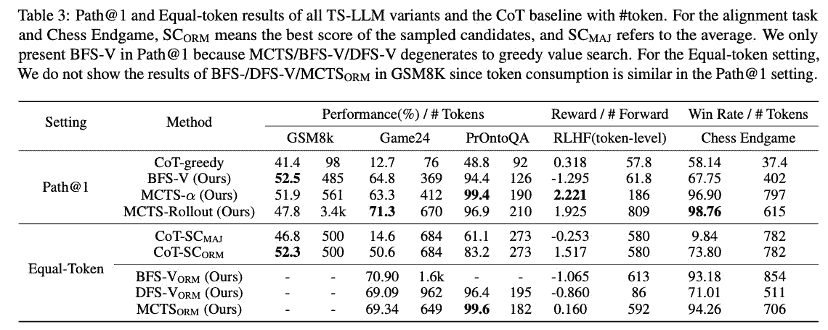 Table 3: Path@1 and Equal-token results of all TS-LLM variants and the CoT baseline with #token. For the alignment task
and Chess Endgame, SCORM means the best score of the sampled candidates, and SCMAJ refers to the average. We only
present BFS-V in Path@1 because MCTS/BFS-V/DFS-V degenerates to greedy value search. For the Equal-token setting,
We do not show the results of BFS-/DFS-V/MCTSORM in GSM8K since token consumption is similar in the Path@1 setting.
Setting Method Performance(%) / # Tokens Reward / # Forward Win Rate / # Tokens
GSM8k Game24 PrOntoQA RLHF(token-level) Chess Endgame
Path@1
CoT-greedy 41.4 98 12.7 76 48.8 92 0.318 57.8 58.14 37.4
BFS-V (Ours) 52.5 485 64.8 369 94.4 126 -1.295 61.8 67.75 402
MCTS-α (Ours) 51.9 561 63.3 412 99.4 190 2.221 186 96.90 797
MCTS-Rollout (Ours) 47.8 3.4k 71.3 670 96.9 210 1.925 809 98.76 615
Equal-Token
CoT-SCMAJ 46.8 500 14.6 684 61.1 273 -0.253 580 9.84 782
CoT-SCORM 52.3 500 50.6 684 83.2 273 1.517 580 73.80 782
BFS-VORM (Ours) - - 70.90 1.6k - - -1.065 613 93.18 854
DFS-VORM (Ours) - - 69.09 962 96.4 195 -0.860 86 71.01 511
MCTSORM (Ours) - - 69.34 649 99.6 182 0.160 592 94.26 706